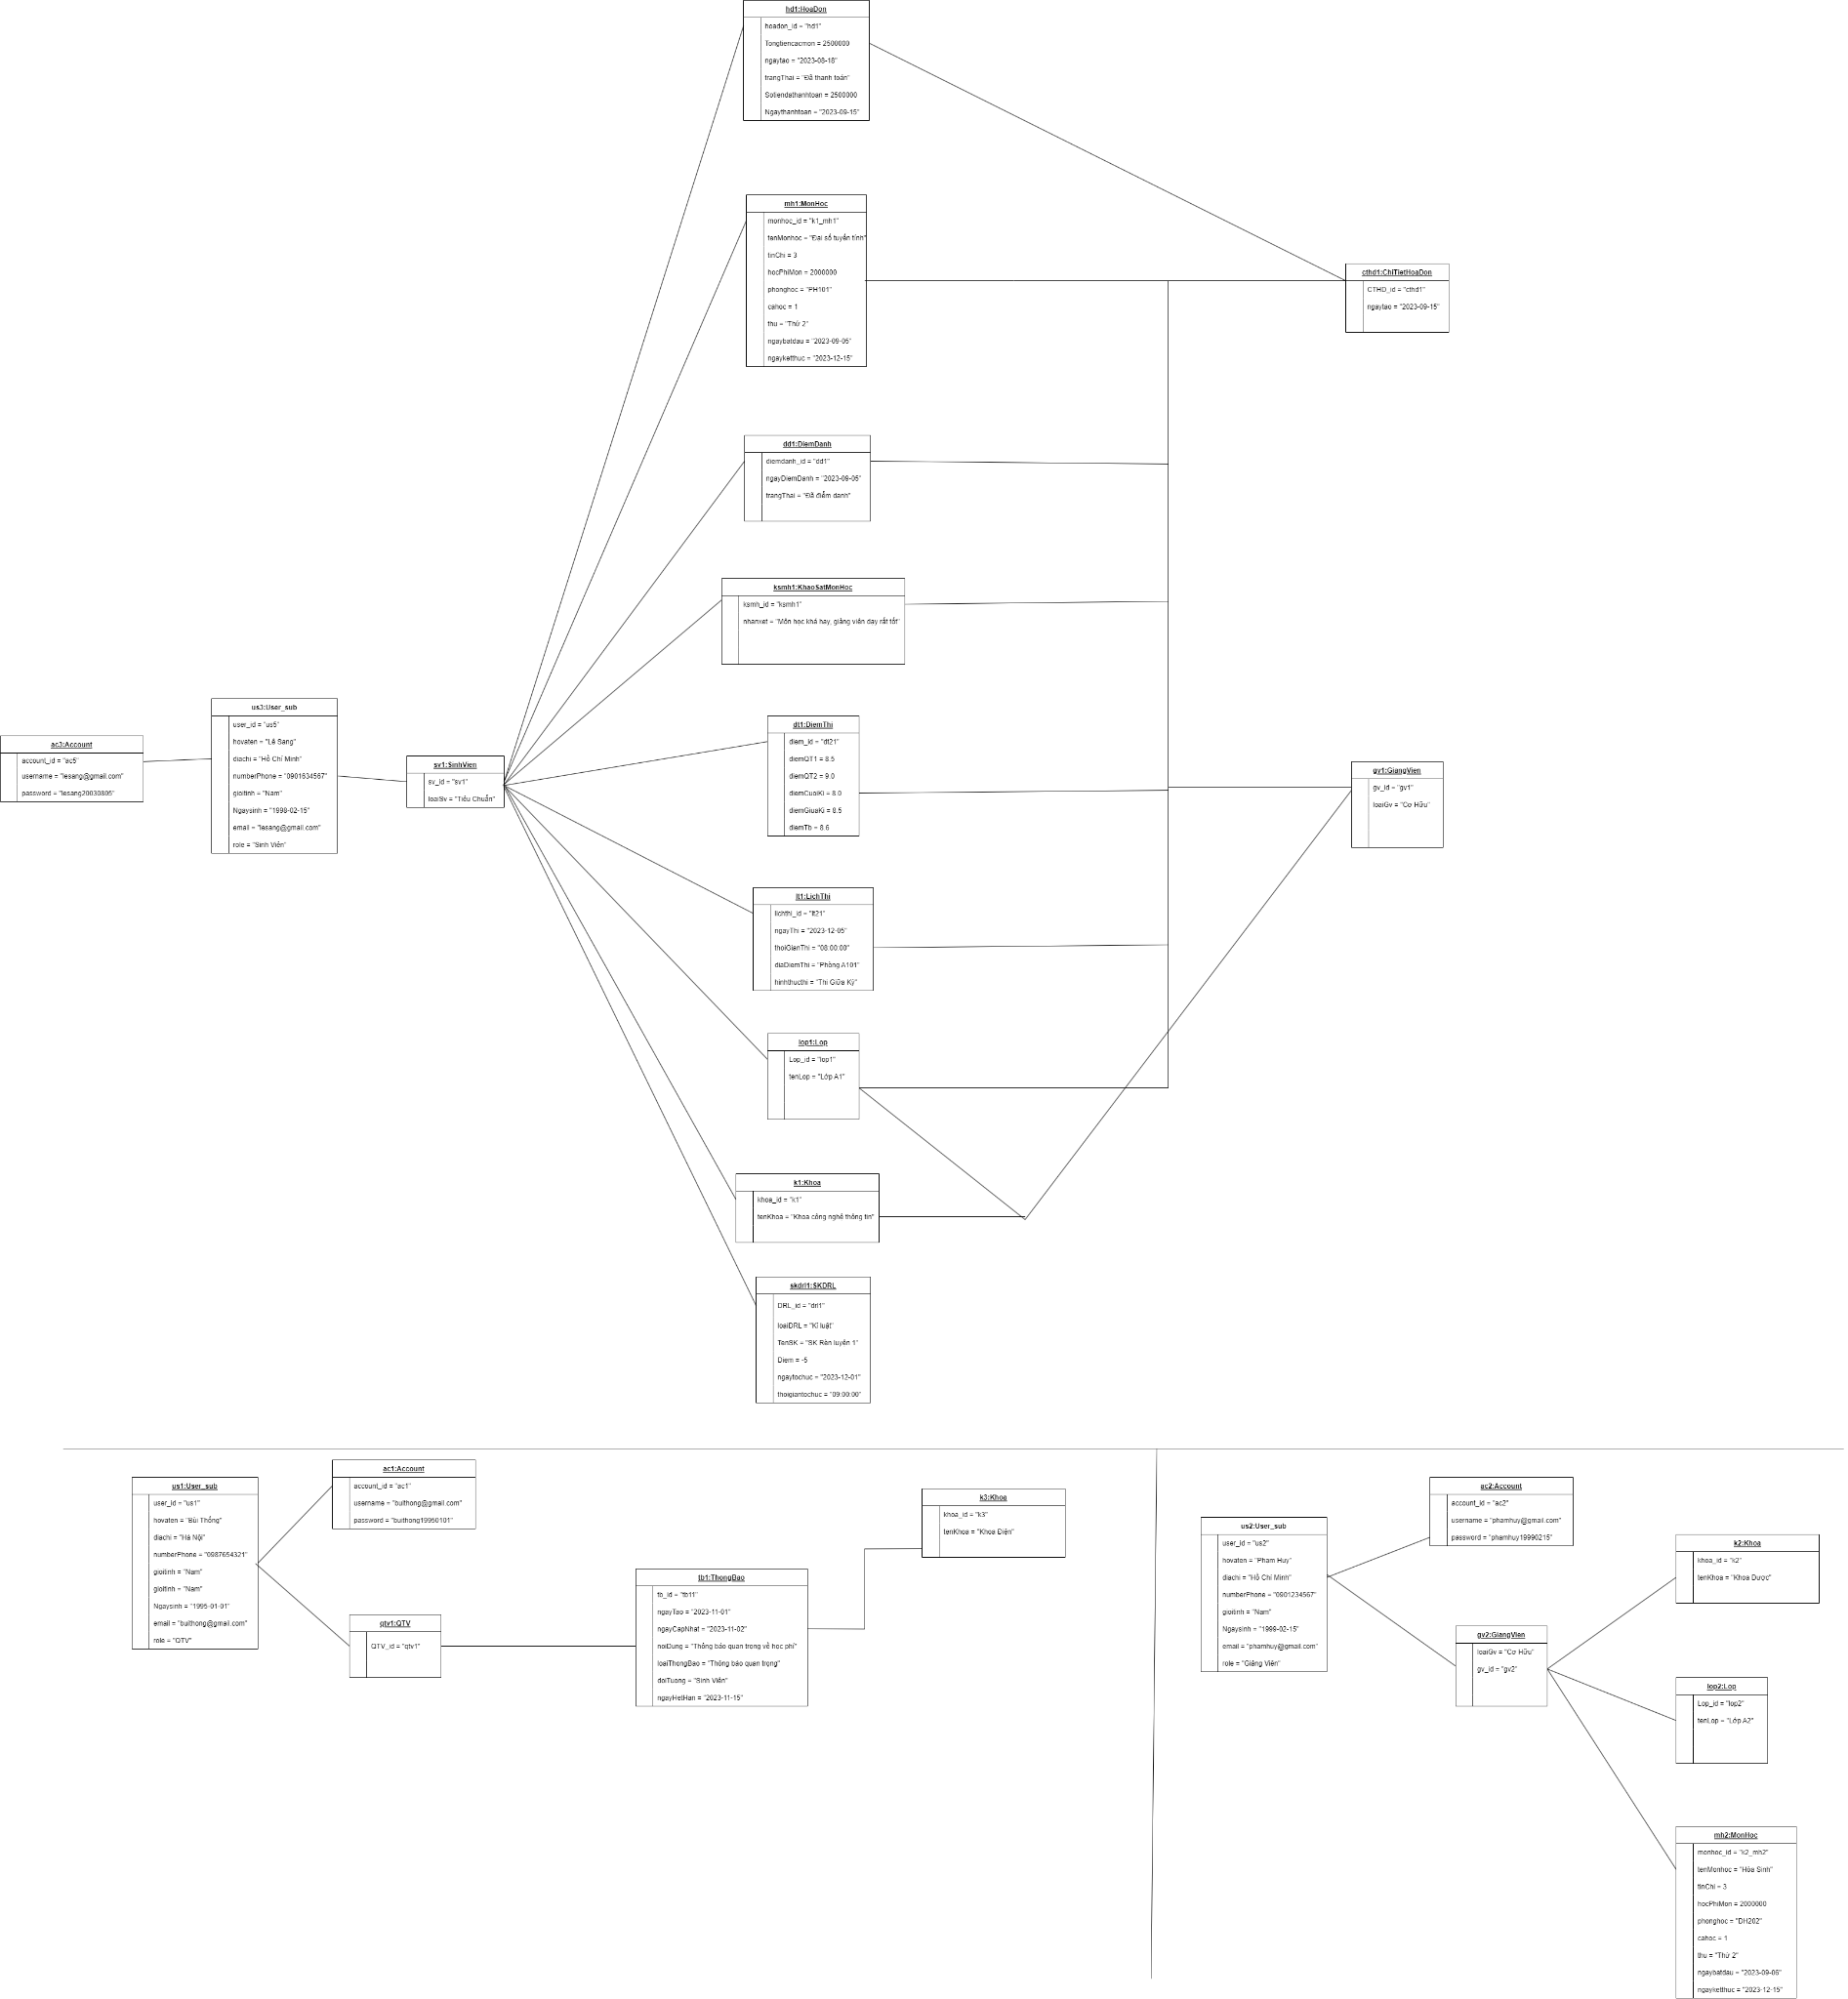 hd1:HoaDon
hoadon_id = "hd1"
Tongtiencacmon = 2500000
ngaytao = "2023-08-18"
trangThai = "Đã thanh toán"
Sotiendathanhtoan = 2500000
Ngaythanhtoan = "2023-09-15"
mh1:MonHoc
monhoc_id = "k1_mh1"
tenMonhoc = "Đại số tuyến tính"
tinChi = 3
hocPhiMon = 2000000
phonghoc = "PH101"
cahoc = 1
thu = "Thứ 2"
ngaybatdau = "2023-09-05"
ngayketthuc = "2023-12-15"
cthd1:ChiTietHoaDon
CTHD_id = "cthd1"
ngaytao = "2023-09-15"
dd1:DiemDanh
diemdanh_id = "dd1"
ngayDiemDanh = "2023-09-05"
trangThai = "Đã điểm danh"
ksmh1:KhaoSatMonHoc
ksmh_id = "ksmh1"
nhanxet = "Môn học khá hay, giảng viên dạy rất tốt"
ac3:Account
account_id = "ac5"
username = "lesang@gmail.com"
password = "lesang20030806"
us3:User_sub
user_id = "us5"
hovaten = "Lê Sang"
diachi = "Hồ Chí Minh"
numberPhone = "0901634567"
gioitinh = "Nam"
Ngaysinh = "1998-02-15"
email = "lesang@gmail.com"
role = "Sinh Viên"
sv1:SinhVien
sv_id = "sv1"
loaiSv = "Tiêu Chuẩn"
dt1:DiemThi
diem_id = "dt21"
diemQT1 = 8.5
diemQT2 = 9.0
diemCuoiKi = 8.0
diemGiuaKi = 8.5
diemTb = 8.6
gv1:GiangVien
gv_id = "gv1"
loaiGv = "Cơ Hữu"
lt1:LichThi
lichthi_id = "lt21"
ngayThi = "2023-12-05"
thoiGianThi = "08:00:00"
diaDiemThi = "Phòng A101"
hinhthucthi = "Thi Giữa Kỳ"
lop1:Lop
Lop_id = "lop1"
tenLop = "Lớp A1"
k1:Khoa
khoa_id = "k1"
tenKhoa = "Khoa công nghệ thông tin"
skdrl1:SKDRL
DRL_id = "drl1"
loaiDRL = "Kỉ luật"
TenSK = "SK Rèn luyện 1"
Diem = -5
ngaytochuc = "2023-12-01"
thoigiantochuc = "09:00:00"
us1:User_sub
user_id = "us1"
hovaten = "Bùi Thống"
diachi = "Hà Nội"
numberPhone = "0987654321"
gioitinh = "Nam"
gioitinh = "Nam"
Ngaysinh = "1995-01-01"
email = "buithong@gmail.com"
role = "QTV"
ac1:Account
account_id = "ac1"
username = "buithong@gmail.com"
password = "buithong19950101"
qtv1:QTV
QTV_id = "qtv1"
tb1:ThongBao
tb_id = "tb11"
ngayTao = "2023-11-01"
ngayCapNhat = "2023-11-02"
noiDung = "Thông báo quan trọng về học phí"
loaiThongBao = "Thông báo quan trọng"
doiTuong = "Sinh Viên"
ngayHetHan = "2023-11-15"
k3:Khoa
khoa_id = "k3"
tenKhoa = "Khoa Điện"
us2:User_sub
user_id = "us2"
hovaten = "Phạm Huy"
diachi = "Hồ Chí Minh"
numberPhone = "0901234567"
gioitinh = "Nam"
Ngaysinh = "1999-02-15"
email = "phamhuy@gmail.com"
role = "Giảng Viên"
ac2:Account
account_id = "ac2"
username = "phamhuy@gmail.com"
password = "phamhuy19990215"
gv2:GiangVien
loaiGv = "Cơ Hữu"
gv_id = "gv2"
k2:Khoa
khoa_id = "k2"
tenKhoa = "Khoa Dược"
lop2:Lop
Lop_id = "lop2"
tenLop = "Lớp A2"
mh2:MonHoc
monhoc_id = "k2_mh2"
tenMonhoc = "Hóa Sinh"
tinChi = 3
hocPhiMon = 2000000
phonghoc = "DH202"
cahoc = 1
thu = "Thứ 2"
ngaybatdau = "2023-09-06"
ngayketthuc = "2023-12-15"